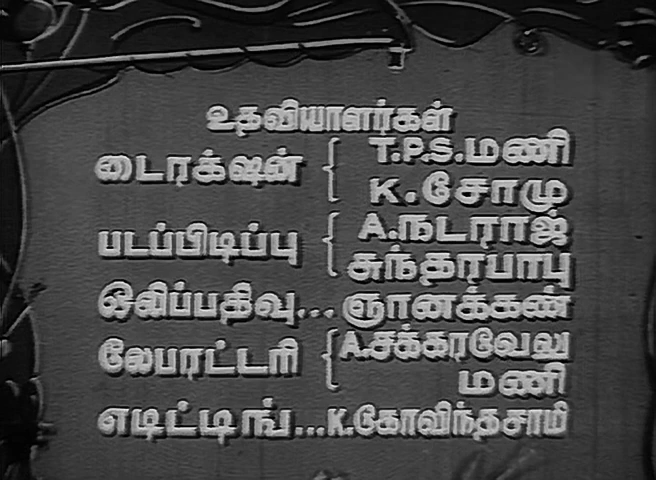 உதவியாளர்கள்
டைரக்ஷன் { T.P.S.மணி
K.சோமு
படப்பிடிப்பு { A.நடராஜ்
சுந்தரபாபு
ஒலிப்பதிவு...ஞானக்கண்
லேபரட்டரி { A.சக்கரவேலு
மணி
எடிட்டிங்...K.கோவிந்தசாமி